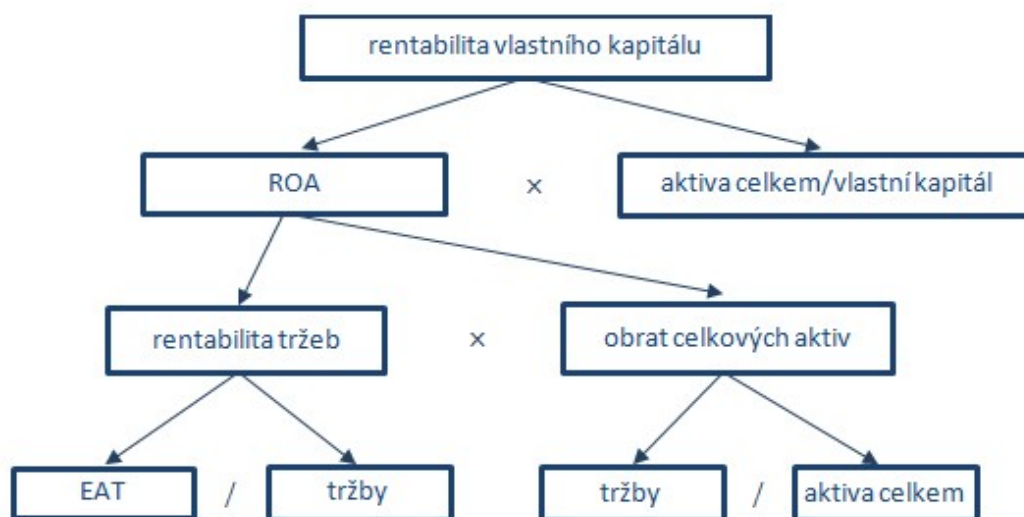 rentabilita vlastního kapitálu
ROA × aktiva celkem/vlastní kapitál
rentabilita tržeb × obrat celkových aktiv
EAT / tržby tržby / aktiva celkem